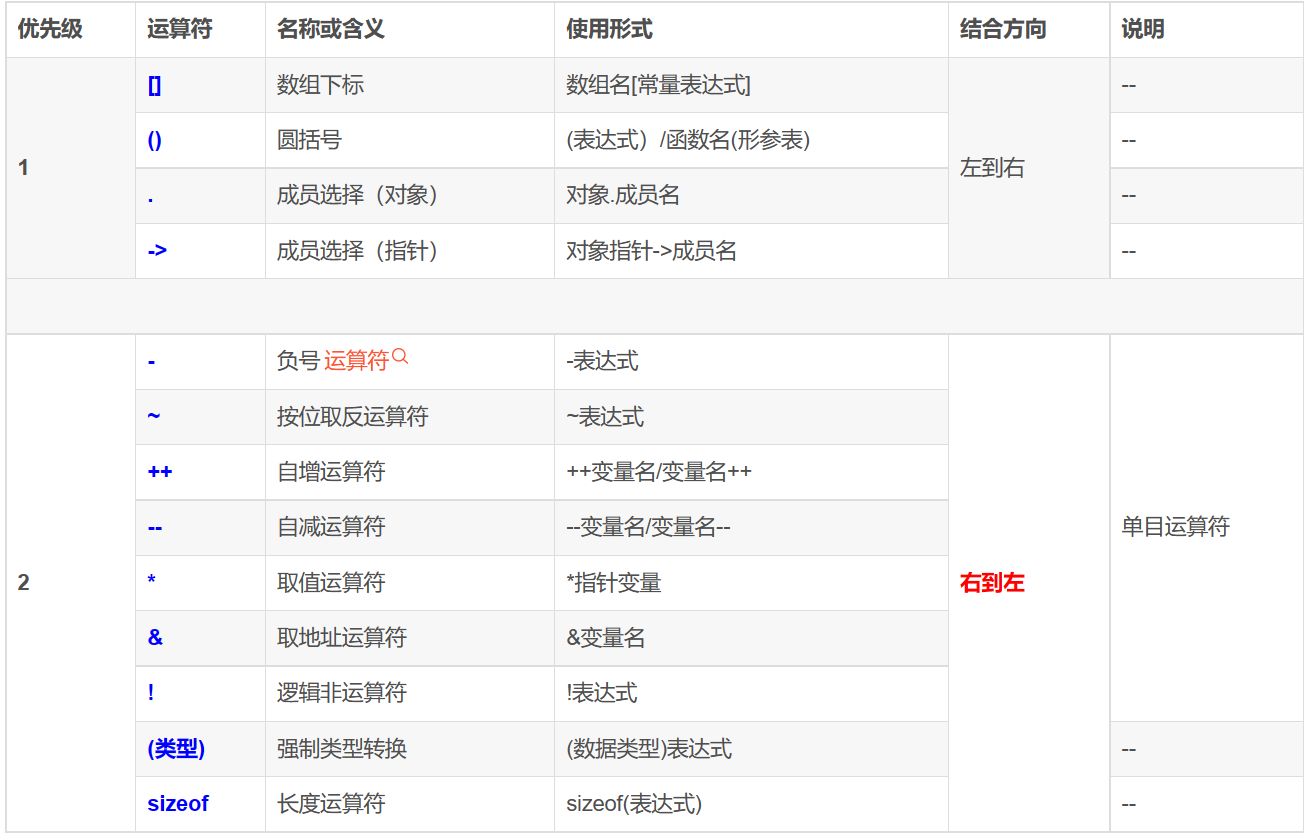 优先级 运算符 名称或含义 使用形式 结合方向 说明
1 [] 数组下标 数组名[常量表达式] 左到右 --
() 圆括号 (表达式）/函数名(形参表) --
. 成员选择（对象） 对象.成员名 --
-> 成员选择（指针） 对象指针->成员名 --
2 - 负号运算符 -表达式 右到左 单目运算符
~ 按位取反运算符 ~表达式
++ 自增运算符 ++变量名/变量名++
-- 自减运算符 --变量名/变量名--
* 取值运算符 *指针变量
& 取地址运算符 &变量名
! 逻辑非运算符 !表达式
(类型) 强制类型转换 (数据类型)表达式 --
sizeof 长度运算符 sizeof(表达式) --